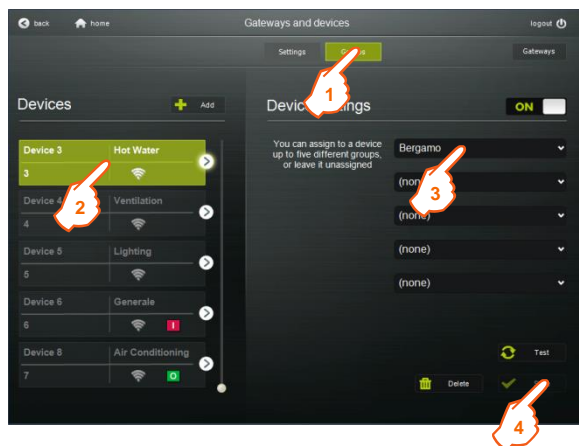 back
home
Gateways and devices
logout
Settings
Gateways
Devices
Add
ON
Device 3
Hot Water
3
You can assign to a device
up to five different groups,
or leave it unassigned
Bergamo
Ventilation
4
(none)
Device 5
Lighting
5
(none)
Device 6
Generale
(none)
6
I
Device 8
Air Conditioning
7
O
Test
Delete
1
2
3
4